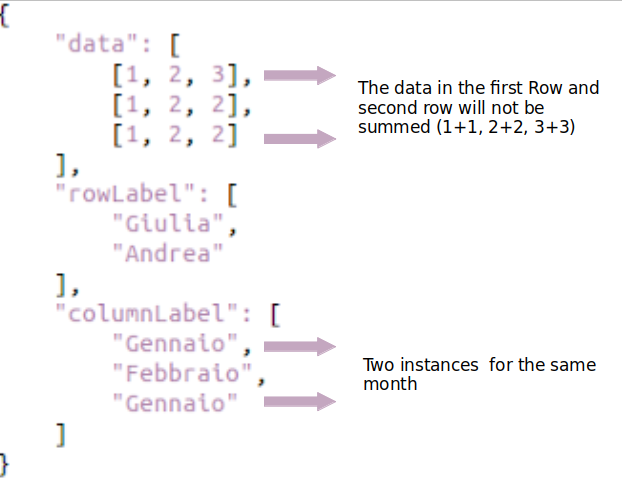 {
"data": [
[1, 2, 3],
[1, 2, 2],
[1, 2, 2]
],
"rowLabel": [
"Giulia",
"Andrea"
],
"columnLabel": [
"Gennaio",
"Febbraio",
"Gennaio"
]
}
The data in the first Row and
second row will not be
summed (1+1, 2+2, 3+3)
Two instances for the same
month